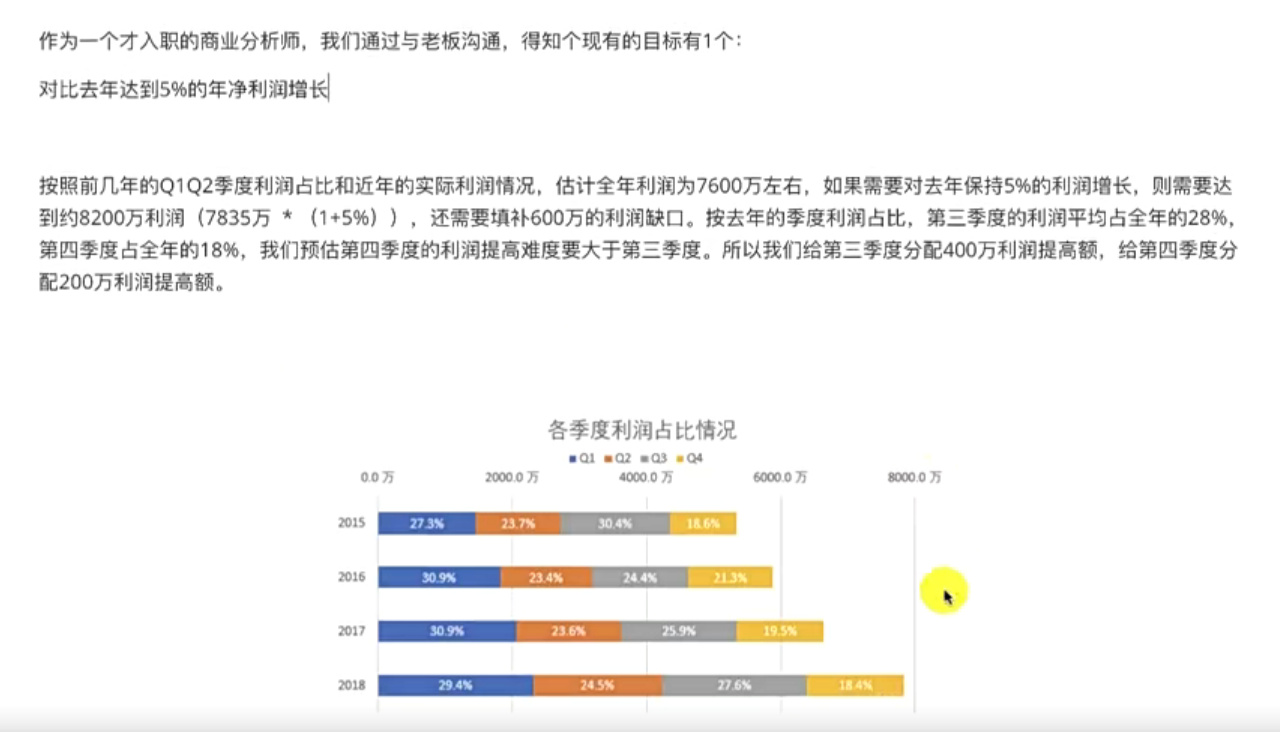 作为一个才入职的商业分析师，我们通过与老板沟通，得知个现有的目标有1个：
对比去年达到5%的年净利润增长
按照前几年的Q1Q2季度利润占比和近年的实际利润情况，估计全年利润为7600万左右，如果需要对去年保持5%的利润增长，则需要达
到约8200万利润（7835万 * （1+5%）），还需要填补600万的利润缺口。按去年的季度利润占比，第三季度的利润平均占全年的28%，
第四季度占全年的18%，我们预估第四季度的利润提高难度要大于第三季度。所以我们给第三季度分配400万利润提高额，给第四季度分
配200万利润提高额。
各季度利润占比情况
Q1 Q2 Q3 Q4
0.0 万 2000.0 万 4000.0 万 6000.0 万 8000.0 万
2015 27.3% 23.7% 30.4% 18.6%
2016 30.9% 23.4% 24.4% 21.3%
2017 30.9% 23.6% 25.9% 19.5%
2018 29.4% 24.5% 27.6% 18.4%